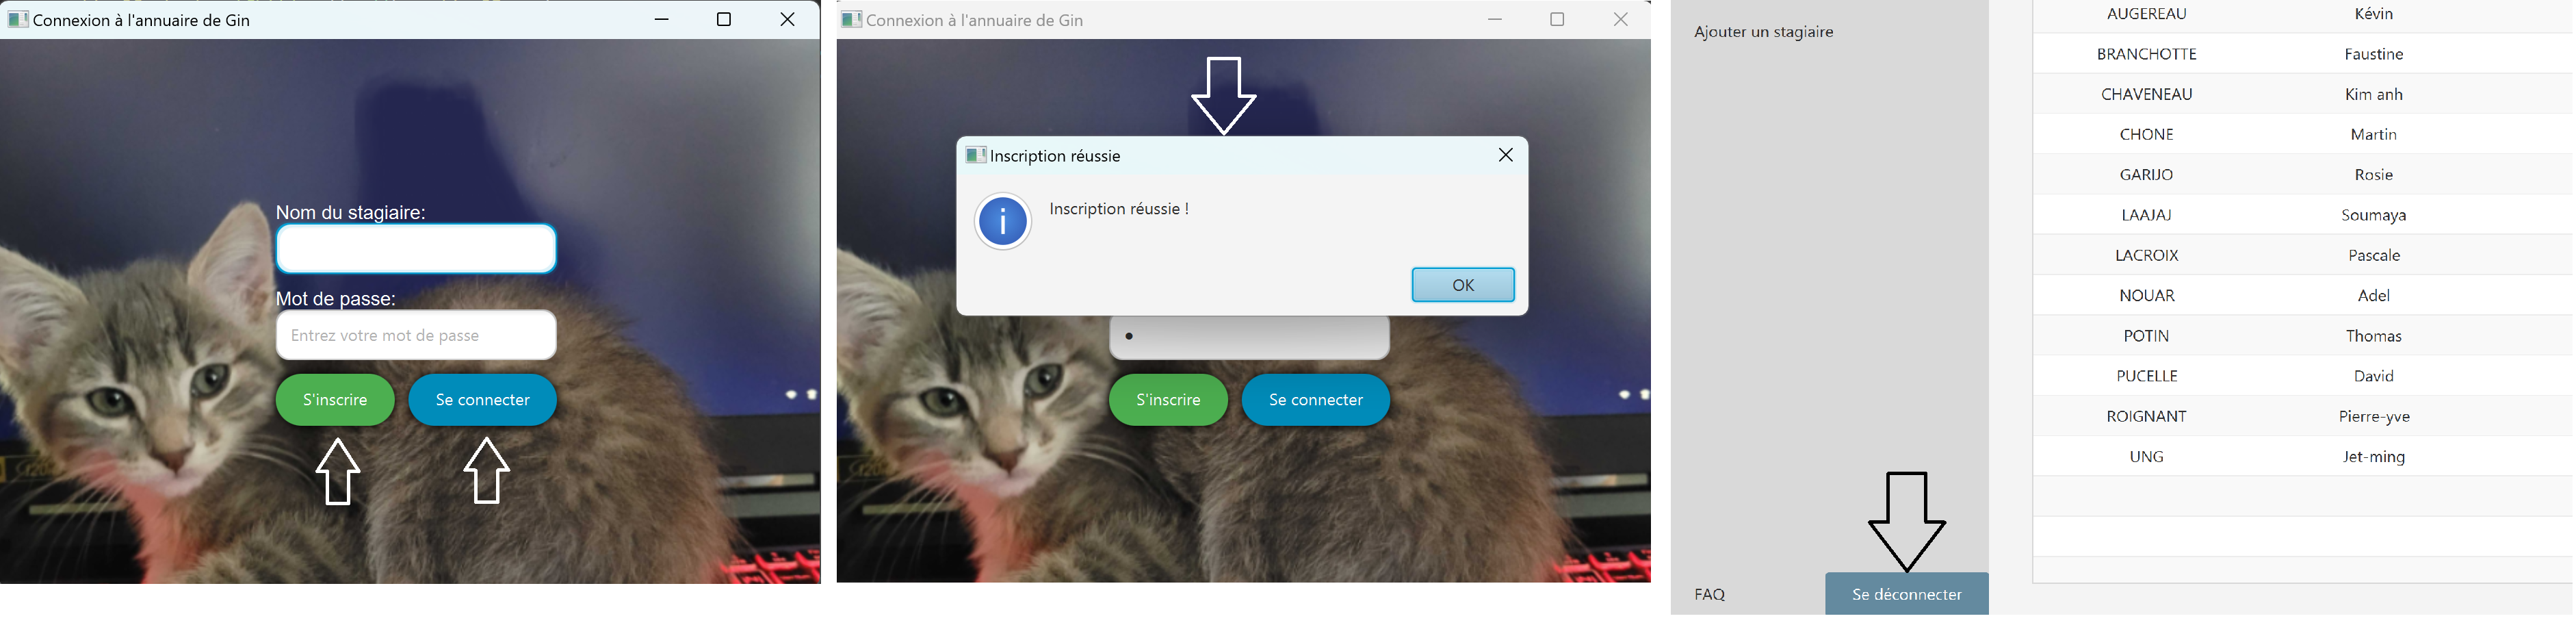 Connexion à l'annuaire de Gin
Nom du stagiaire:
Mot de passe:
Entrez votre mot de passe
S'inscrire
Se connecter
Connexion à l'annuaire de Gin
Inscription réussie
Inscription réussie !
OK
S'inscrire
Se connecter
Ajouter un stagiaire
AUGEREAU Kévin
BRANCHOTTE Faustine
CHAVENEAU Kim anh
CHONE Martin
GARIJO Rosie
LAAJAJ Soumaya
LACROIX Pascale
NOUAR Adel
POTIN Thomas
PUCELLE David
ROIGNANT Pierre-yve
UNG Jet-ming
FAQ
Se déconnecter